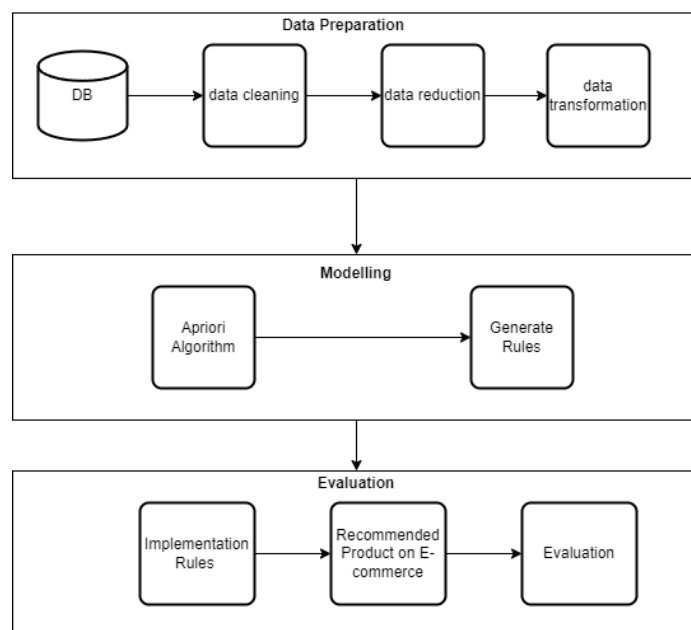 Data Preparation
DB
data cleaning
data reduction
data
transformation
Modelling
Apriori
Algorithm
Generate
Rules
Evaluation
Implementation
Rules
Recommended
Product on E-
commerce
Evaluation